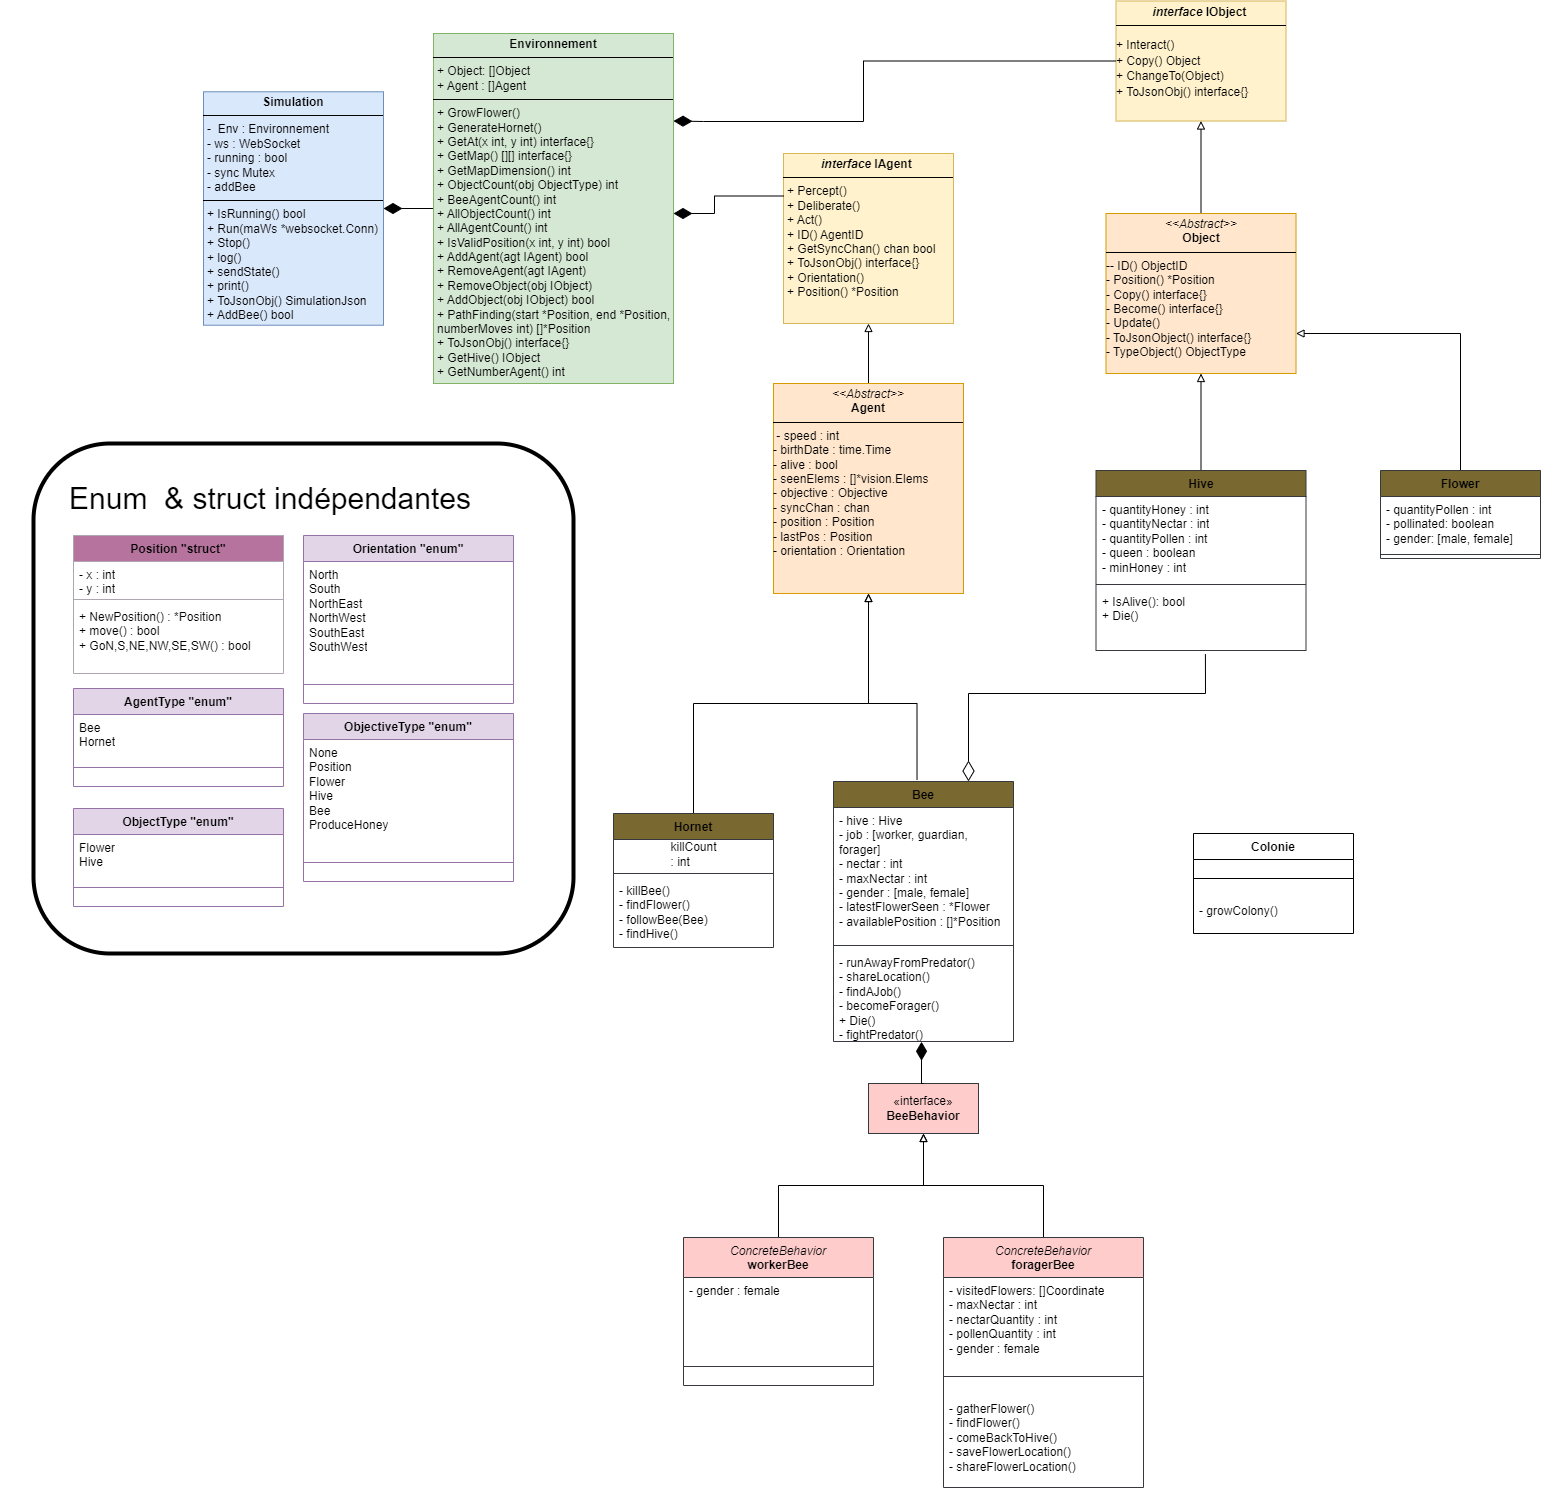 interface IObject
+ Interact()
+ Copy() Object
+ ChangeTo(Object)
+ ToJsonObj() interface{}
Environnement
+ Object: []Object
+ Agent : []Agent
+ GrowFlower()
+ GenerateHornet()
+ GetAt(x int, y int) interface{}
+ GetMap() [][] interface{}
+ GetMapDimension() int
+ ObjectCount(obj ObjectType) int
+ BeeAgentCount() int
+ AllObjectCount() int
+ AllAgentCount() int
+ IsValidPosition(x int, y int) bool
+ AddAgent(agt IAgent) bool
+ RemoveAgent(agt IAgent)
+ RemoveObject(obj IObject)
+ AddObject(obj IObject) bool
+ PathFinding(start *Position, end *Position,
numberMoves int) []*Position
+ ToJsonObj() interface{}
+ GetHive() IObject
+ GetNumberAgent() int
Simulation
- Env : Environnement
- ws : WebSocket
- running : bool
- sync Mutex
- addBee
+ IsRunning() bool
+ Run(maWs *websocket.Conn)
+ Stop()
+ log()
+ sendState()
+ print()
+ ToJsonObj() SimulationJson
+ AddBee() bool
interface IAgent
+ Percept()
+ Deliberate()
+ Act()
+ ID() AgentID
+ GetSyncChan() chan bool
+ ToJsonObj() interface{}
+ Orientation()
+ Position() *Position
<<Abstract>>
Object
-- ID() ObjectID
- Position() *Position
- Copy() interface{}
- Become() interface{}
- Update()
- ToJsonObject() interface{}
- TypeObject() ObjectType
<<Abstract>>
Agent
- speed : int
- birthDate : time.Time
- alive : bool
- seenElems : []*vision.Elems
- objective : Objective
- syncChan : chan
- position : Position
- lastPos : Position
- orientation : Orientation
Hive
- quantityHoney : int
- quantityNectar : int
- quantityPollen : int
- queen : boolean
- minHoney : int
+ IsAlive(): bool
+ Die()
Flower
- quantityPollen : int
- pollinated: boolean
- gender: [male, female]
Enum & struct indépendantes
Position "struct"
- x : int
- y : int
+ NewPosition() : *Position
+ move() : bool
+ GoN,S,NE,NW,SE,SW() : bool
Orientation "enum"
North
South
NorthEast
NorthWest
SouthEast
SouthWest
AgentType "enum"
Bee
Hornet
ObjectiveType "enum"
None
Position
Flower
Hive
Bee
ProduceHoney
ObjectType "enum"
Flower
Hive
Hornet
killCount
: int
- killBee()
- findFlower()
- followBee(Bee)
- findHive()
Bee
- hive : Hive
- job : [worker, guardian,
forager]
- nectar : int
- maxNectar : int
- gender : [male, female]
- latestFlowerSeen : *Flower
- availablePosition : []*Position
- runAwayFromPredator()
- shareLocation()
- findAJob()
- becomeForager()
+ Die()
- fightPredator()
Colonie
- growColony()
«interface»
BeeBehavior
ConcreteBehavior
workerBee
- gender : female
ConcreteBehavior
foragerBee
- visitedFlowers: []Coordinate
- maxNectar : int
- nectarQuantity : int
- pollenQuantity : int
- gender : female
- gatherFlower()
- findFlower()
- comeBackToHive()
- saveFlowerLocation()
- shareFlowerLocation()